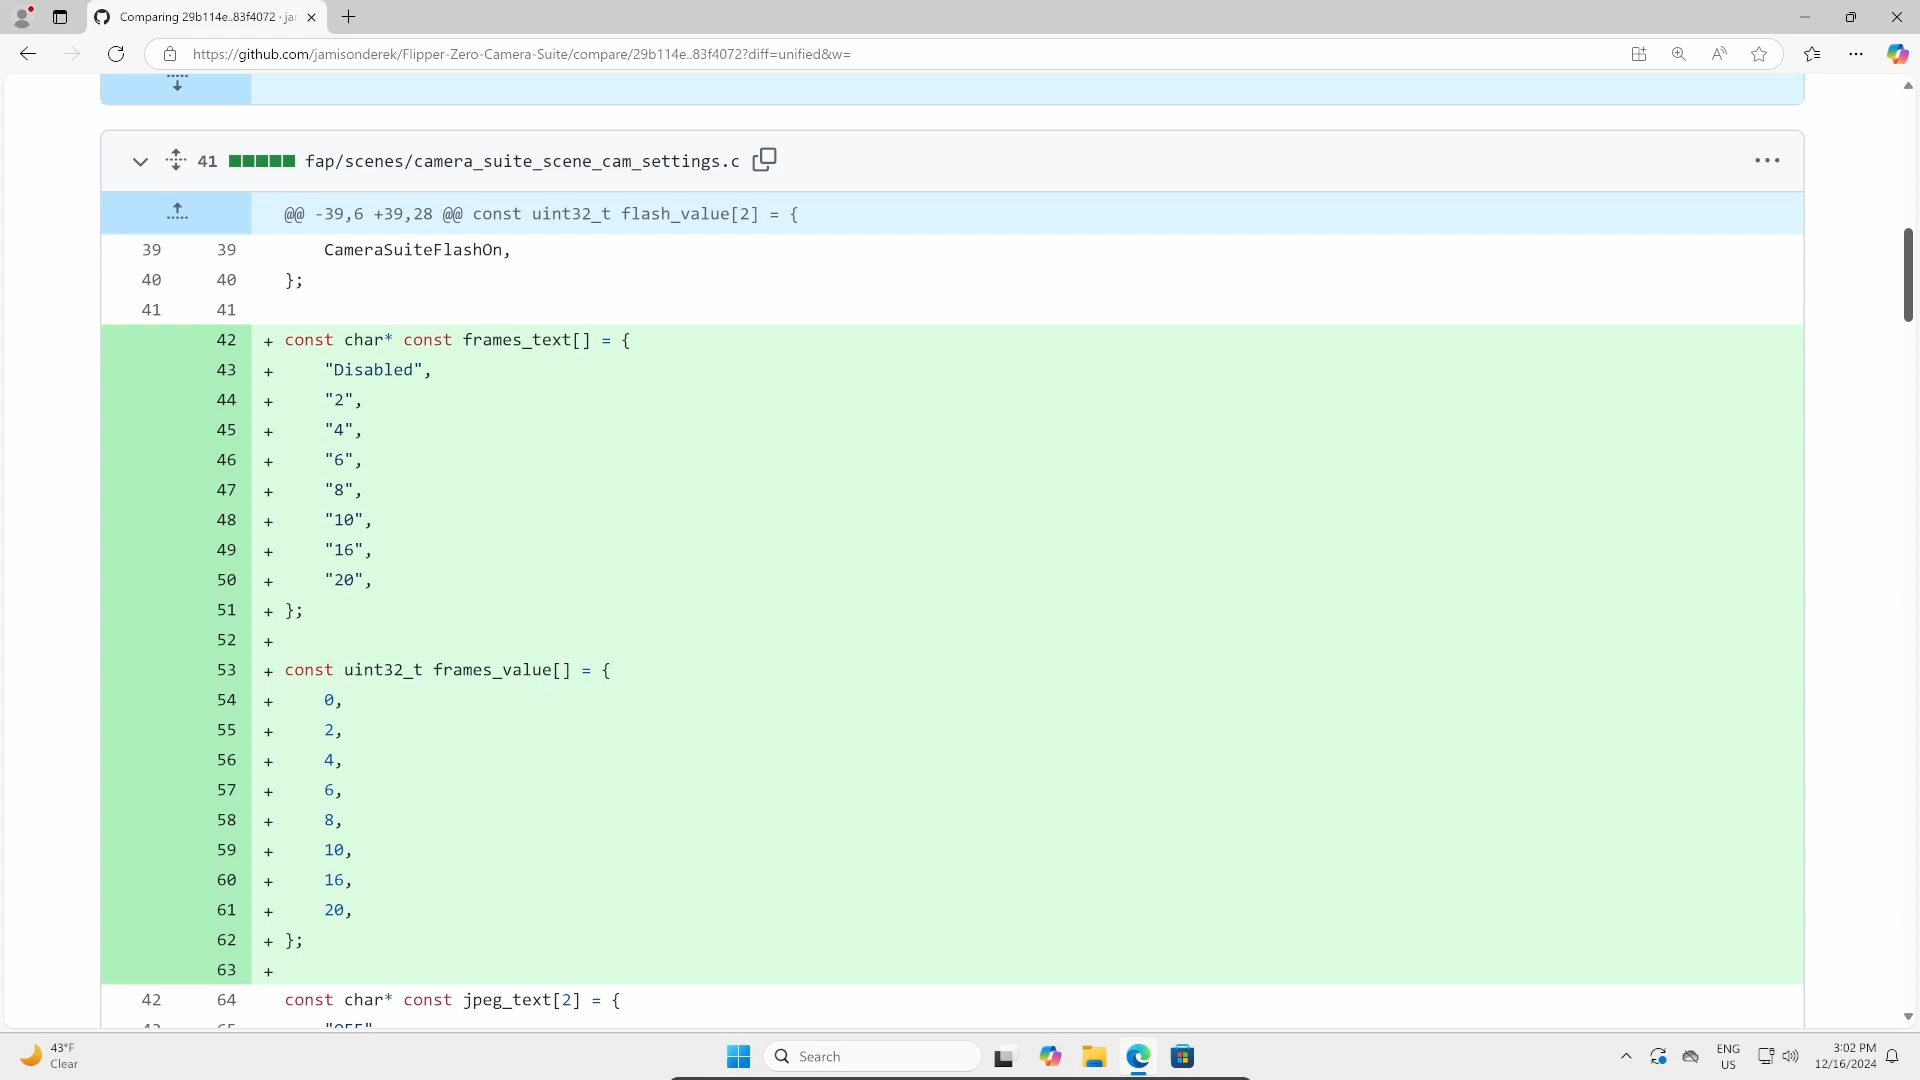 Comparing 29b114e..83f4072 · ja
https://github.com/jamisonderek/Flipper-Zero-Camera-Suite/compare/29b114e..83f4072?diff=unified&w=
41 fap/scenes/camera_suite_scene_cam_settings.c
@@ -39,6 +39,28 @@ const uint32_t flash_value[2] = {
39 39 CameraSuiteFlashOn,
40 40 };
41 41
42 + const char* const frames_text[] = {
43 + "Disabled",
44 + "2",
45 + "4",
46 + "6",
47 + "8",
48 + "10",
49 + "16",
50 + "20",
51 + };
52 +
53 + const uint32_t frames_value[] = {
54 + 0,
55 + 2,
56 + 4,
57 + 6,
58 + 8,
59 + 10,
60 + 16,
61 + 20,
62 + };
63 +
42 64 const char* const jpeg_text[2] = {
43°F
Clear
Search
ENG
US
3:02 PM
12/16/2024